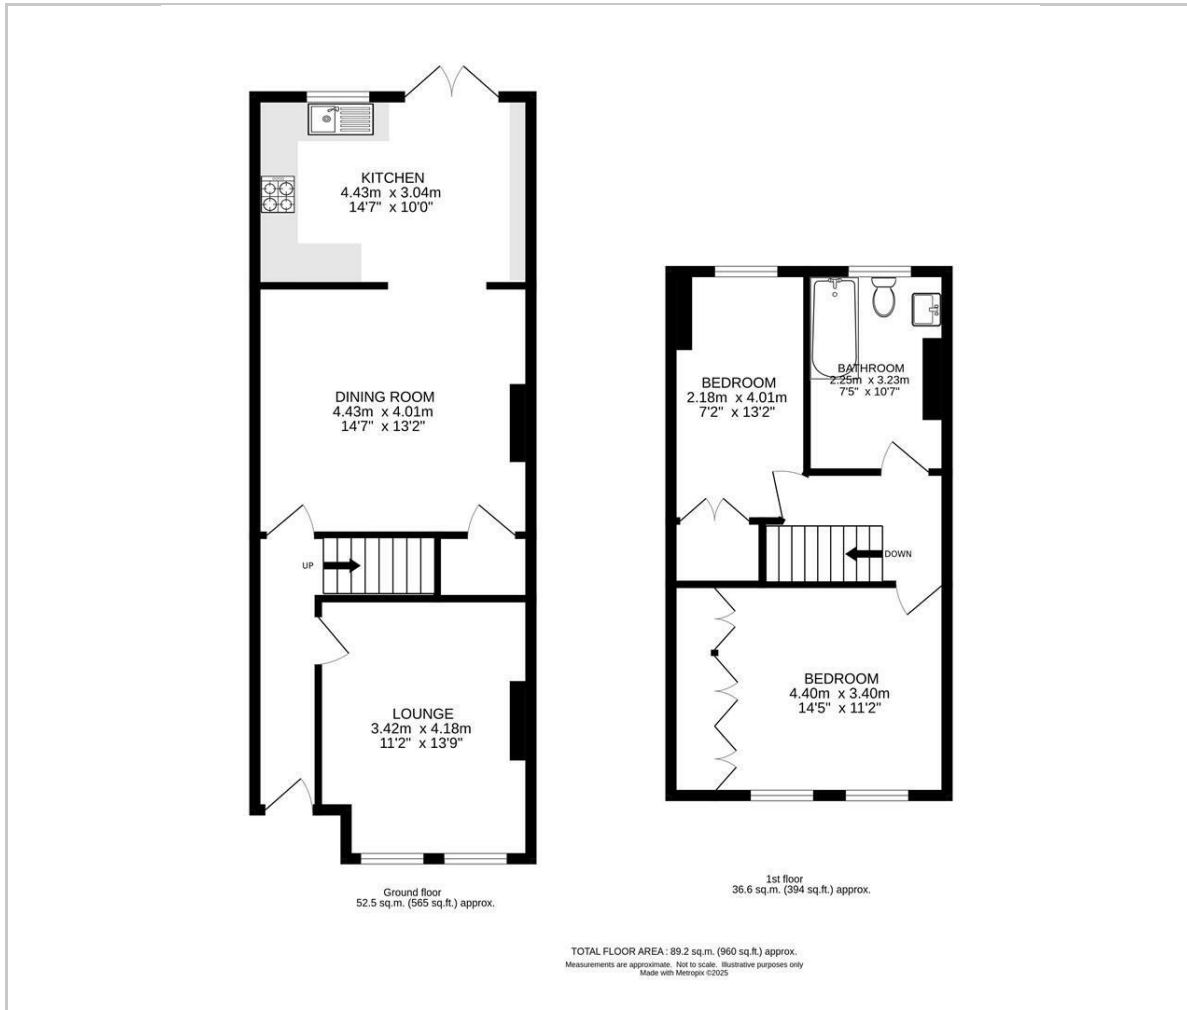 KITCHEN
4.43m x 3.04m
14'7" x 10'0"
DINING ROOM
4.43m x 4.01m
14'7" x 13'2"
UP
LOUNGE
3.42m x 4.18m
11'2" x 13'9"
Ground floor
52.5 sq.m. (565 sq.ft.) approx.
BEDROOM
2.18m x 4.01m
7'2" x 13'2"
BATHROOM
2.25m x 3.23m
7'5" x 10'7"
DOWN
BEDROOM
4.40m x 3.40m
14'5" x 11'2"
1st floor
36.6 sq.m. (394 sq.ft.) approx.
TOTAL FLOOR AREA : 89.2 sq.m. (960 sq.ft.) approx.
Measurements are approximate. Not to scale. Illustrative purposes only
Made with Metropix ©2025